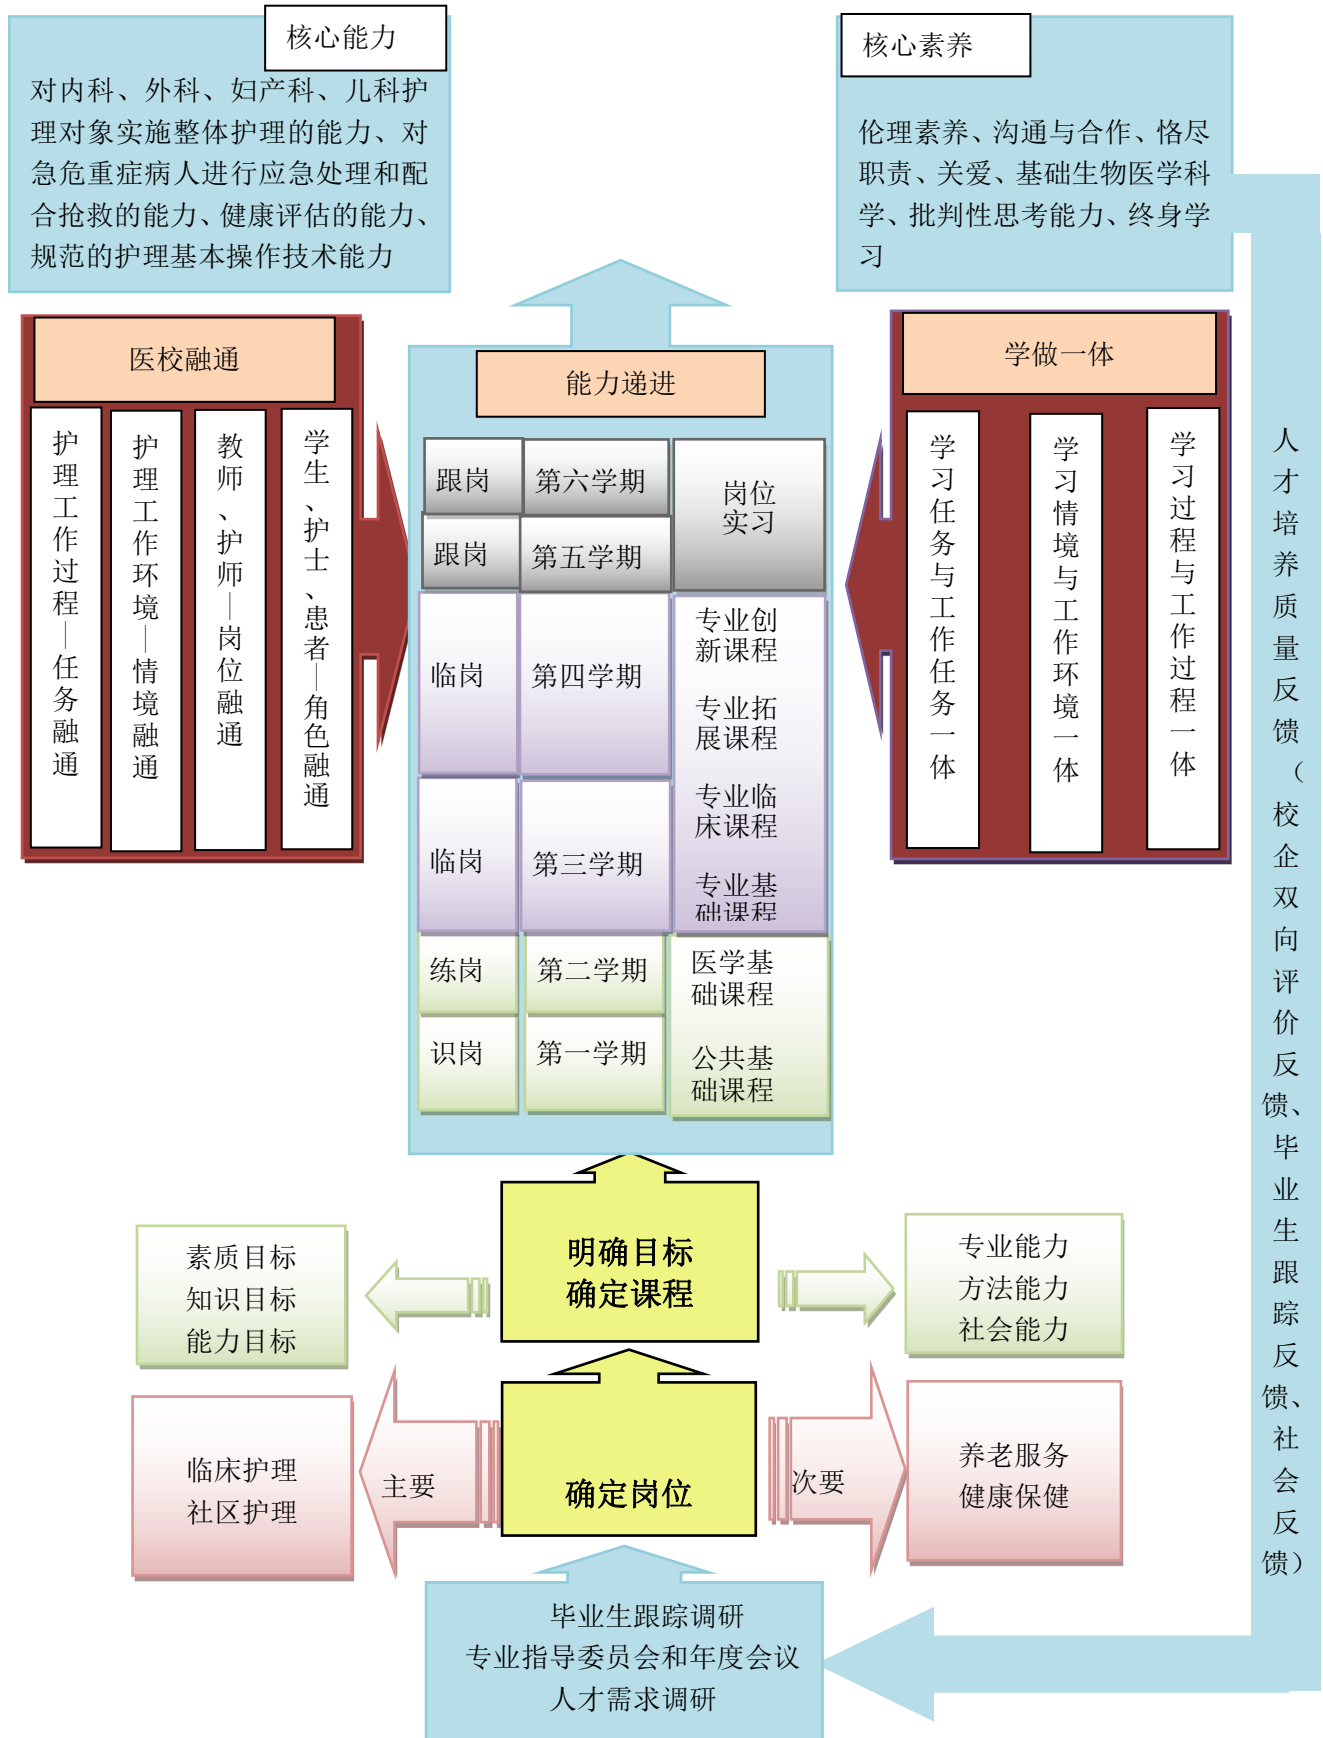 核心能力
对内科、外科、妇产科、儿科护
理对象实施整体护理的能力、对
急危重症病人进行应急处理和配
合抢救的能力、健康评估的能力、
规范的护理基本操作技术能力
核心素养
伦理素养、沟通与合作、恪尽
职责、关爱、基础生物医学科
学、批判性思考能力、终身学
习
医校融通
护理工作过程—任务融通
护理工作环境—情境融通
教师、护师—岗位融通
学生、护士、患者—角色融通
能力递进
跟岗
第六学期
岗位
实习
跟岗
第五学期
临岗
第四学期
专业创
新课程
专业拓
展课程
专业临
床课程
专业基
础课程
临岗
第三学期
练岗
第二学期
医学基
础课程
识岗
第一学期
公共基
础课程
学做一体
学习任务与工作任务一体
学习情境与工作环境一体
学习过程与工作过程一体
人才培养质量反馈（校企双向评价反馈、毕业生跟踪反馈、社会反馈）
明确目标
确定课程
素质目标
知识目标
能力目标
专业能力
方法能力
社会能力
确定岗位
主要
临床护理
社区护理
次要
养老服务
健康保健
毕业生跟踪调研
专业指导委员会和年度会议
人才需求调研